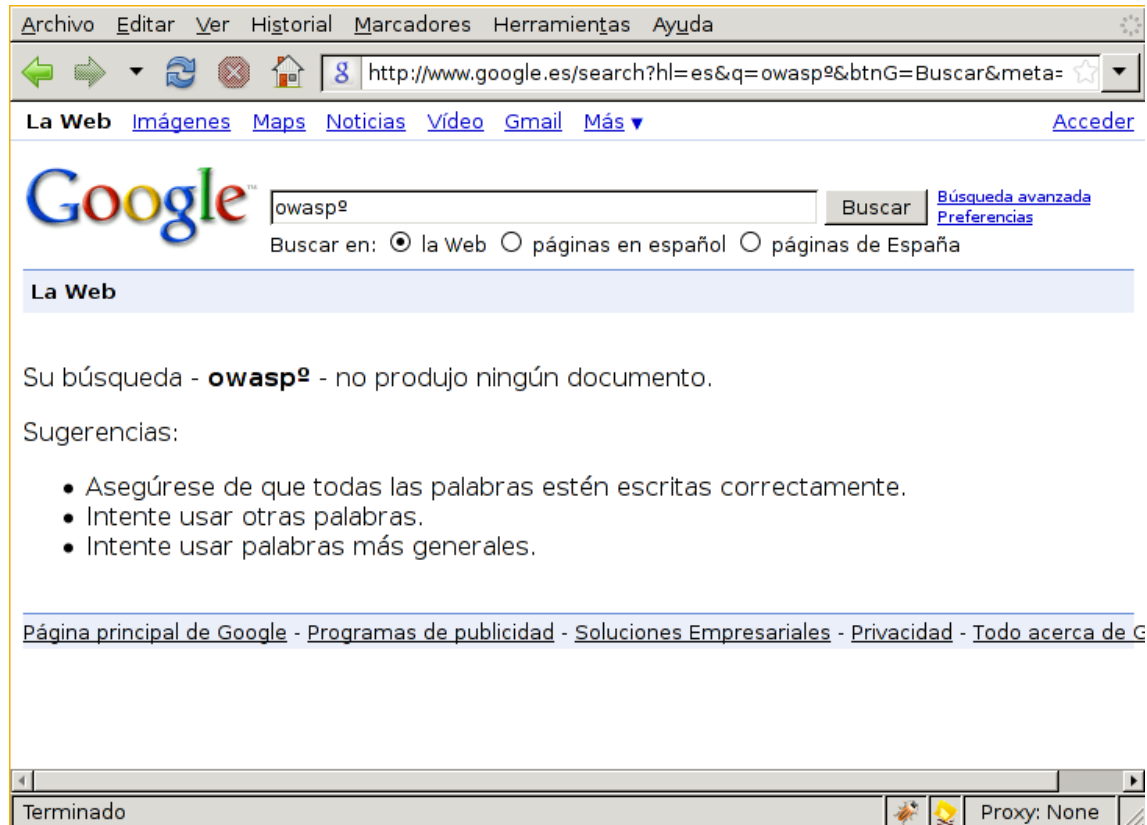 Archivo Editar Ver Historial Marcadores Herramientas Ayuda
g http://www.google.es/search?hl=es&q=owaspº&btnG=Buscar&meta=
La Web Imágenes Maps Noticias Vídeo Gmail Más ▼ Acceder
Google™ owaspº Buscar Búsqueda avanzada
Preferencias
Buscar en: la Web páginas en español páginas de España
La Web
Su búsqueda - owaspº - no produjo ningún documento.
Sugerencias:
• Asegúrese de que todas las palabras estén escritas correctamente.
• Intente usar otras palabras.
• Intente usar palabras más generales.
Página principal de Google - Programas de publicidad - Soluciones Empresariales - Privacidad - Todo acerca de G
Terminado Proxy: None